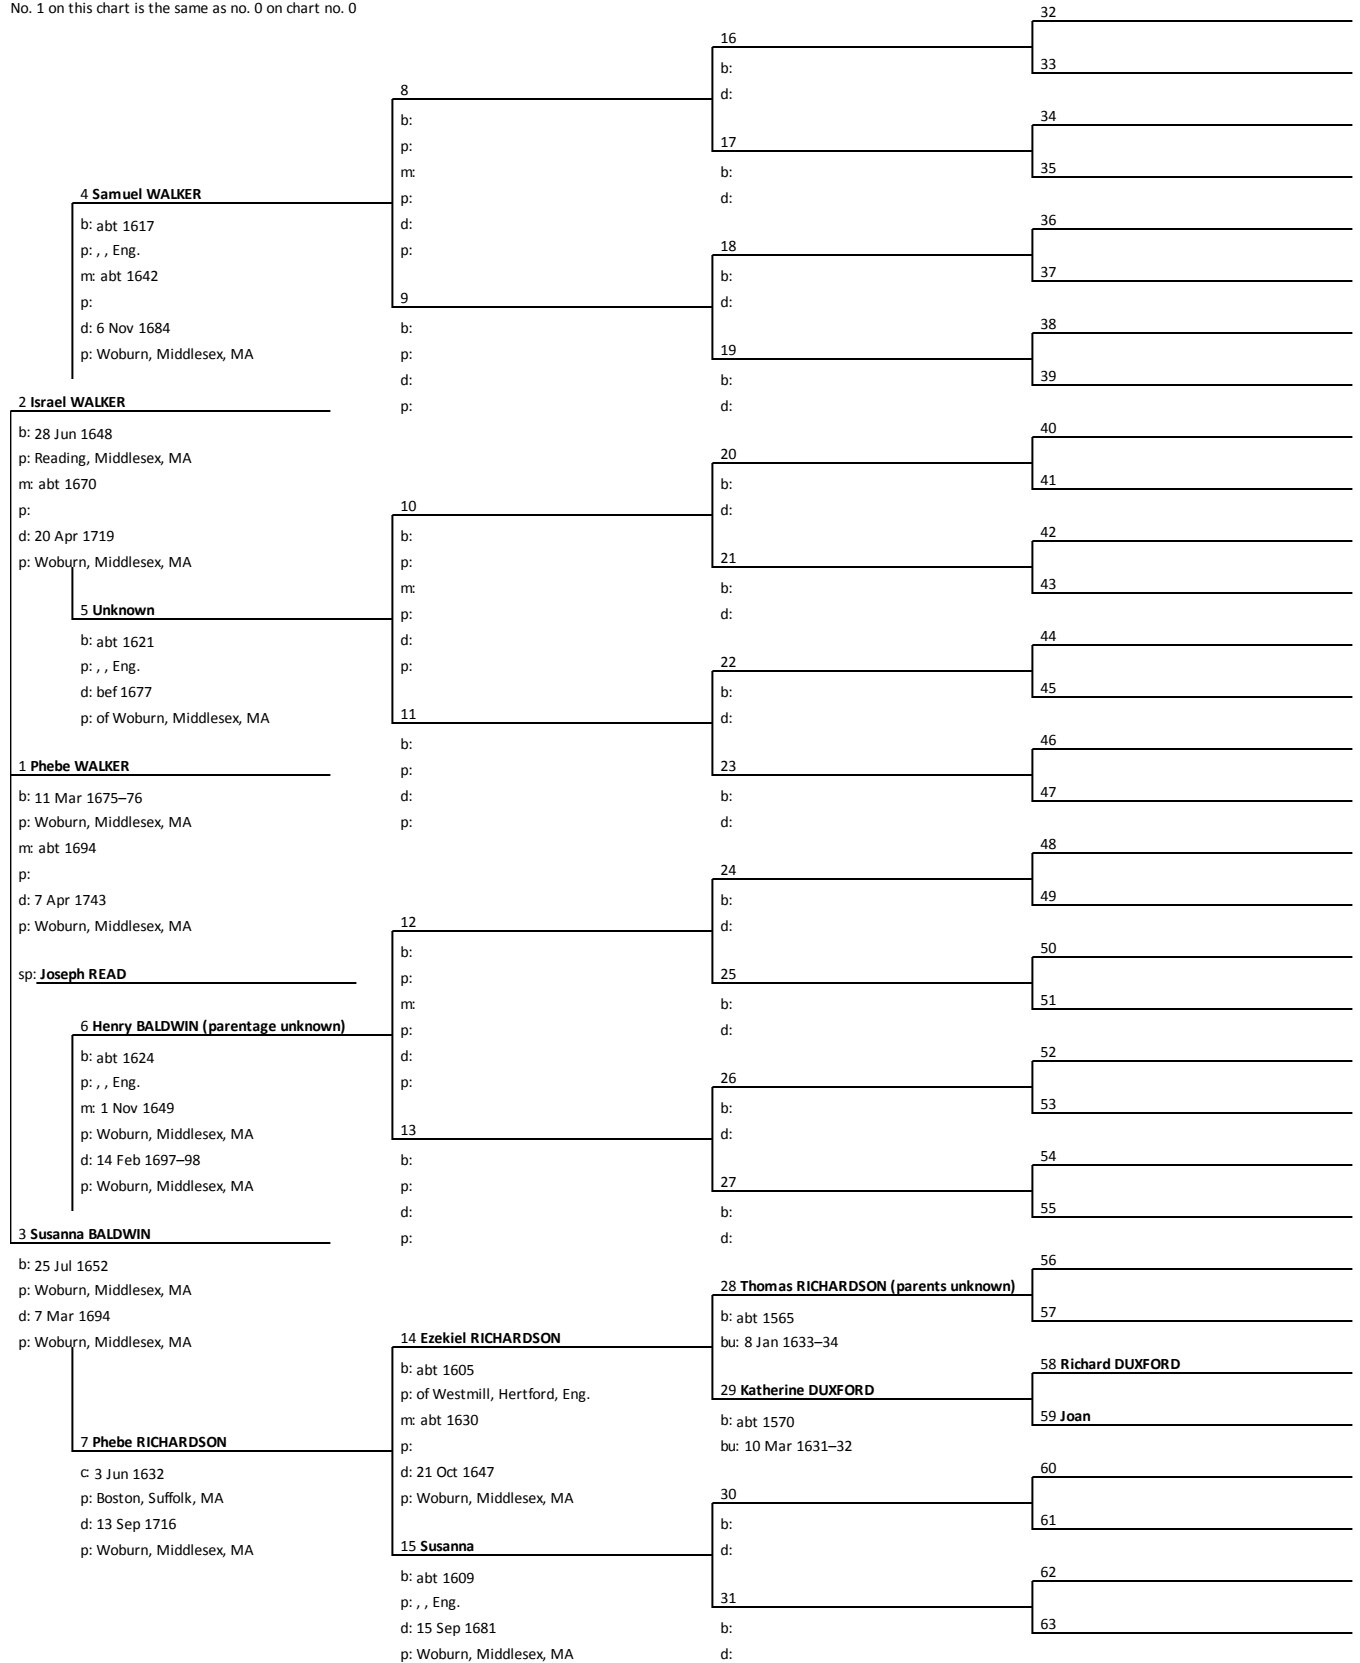 No. 1 on this chart is the same as no. 0 on chart no. 0
1 Phebe WALKER
b: 11 Mar 1675–76
p: Woburn, Middlesex, MA
m: abt 1694
p:
d: 7 Apr 1743
p: Woburn, Middlesex, MA
sp: Joseph READ
2 Israel WALKER
b: 28 Jun 1648
p: Reading, Middlesex, MA
m: abt 1670
p:
d: 20 Apr 1719
p: Woburn, Middlesex, MA
3 Susanna BALDWIN
b: 25 Jul 1652
p: Woburn, Middlesex, MA
d: 7 Mar 1694
p: Woburn, Middlesex, MA
4 Samuel WALKER
b: abt 1617
p: , , Eng.
m: abt 1642
p:
d: 6 Nov 1684
p: Woburn, Middlesex, MA
5 Unknown
b: abt 1621
p: , , Eng.
d: bef 1677
p: of Woburn, Middlesex, MA
6 Henry BALDWIN (parentage unknown)
b: abt 1624
p: , , Eng.
m: 1 Nov 1649
p: Woburn, Middlesex, MA
d: 14 Feb 1697–98
p: Woburn, Middlesex, MA
7 Phebe RICHARDSON
c: 3 Jun 1632
p: Boston, Suffolk, MA
d: 13 Sep 1716
p: Woburn, Middlesex, MA
8
b:
p:
m:
p:
d:
p:
9
b:
p:
d:
p:
10
b:
p:
m:
p:
d:
p:
11
b:
p:
d:
p:
12
b:
p:
m:
p:
d:
p:
13
b:
p:
d:
p:
14 Ezekiel RICHARDSON
b: abt 1605
p: of Westmill, Hertford, Eng.
m: abt 1630
p:
d: 21 Oct 1647
p: Woburn, Middlesex, MA
15 Susanna
b: abt 1609
p: , , Eng.
d: 15 Sep 1681
p: Woburn, Middlesex, MA
16
b:
d:
17
b:
d:
18
b:
d:
19
b:
d:
20
b:
d:
21
b:
d:
22
b:
d:
23
b:
d:
24
b:
d:
25
b:
d:
26
b:
d:
27
b:
d:
28 Thomas RICHARDSON (parents unknown)
b: abt 1565
bu: 8 Jan 1633–34
29 Katherine DUXFORD
b: abt 1570
bu: 10 Mar 1631–32
30
b:
d:
31
b:
d:
32
33
34
35
36
37
38
39
40
41
42
43
44
45
46
47
48
49
50
51
52
53
54
55
56
57
58 Richard DUXFORD
59 Joan
60
61
62
63